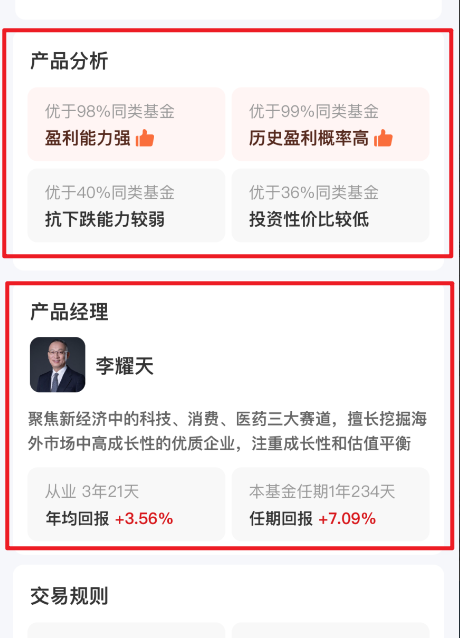 产品分析
优于98%同类基金
优于99%同类基金
盈利能力强
历史盈利概率高
优于40%同类基金
优于36%同类基金
抗下跌能力较弱
投资性价比较低
产品经理
李耀天
聚焦新经济中的科技、消费、医药三大赛道，擅长挖掘海
外市场中高成长性的优质企业，注重成长性和估值平衡
从业 3年21天
本基金任期1年234天
年均回报 +3.56%
任期回报 +7.09%
交易规则